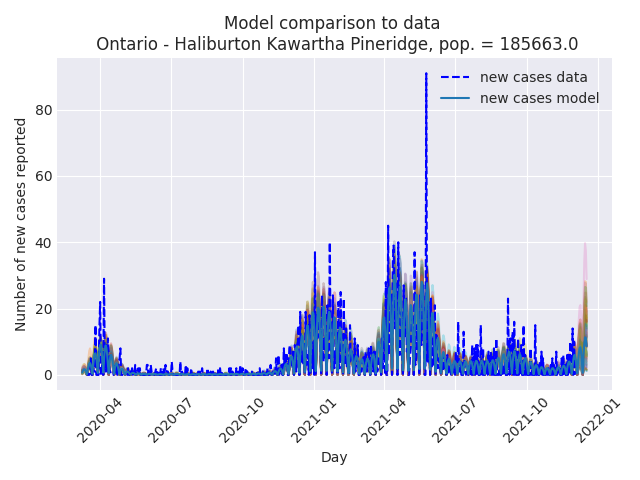 Model comparison to data
Ontario - Haliburton Kawartha Pineridge, pop. = 185663.0
new cases data
new cases model
Number of new cases reported
80
60
40
20
0
2020-04
2020-07
2020-10
2021-01
2021-04
2021-07
2021-10
2022-01
Day